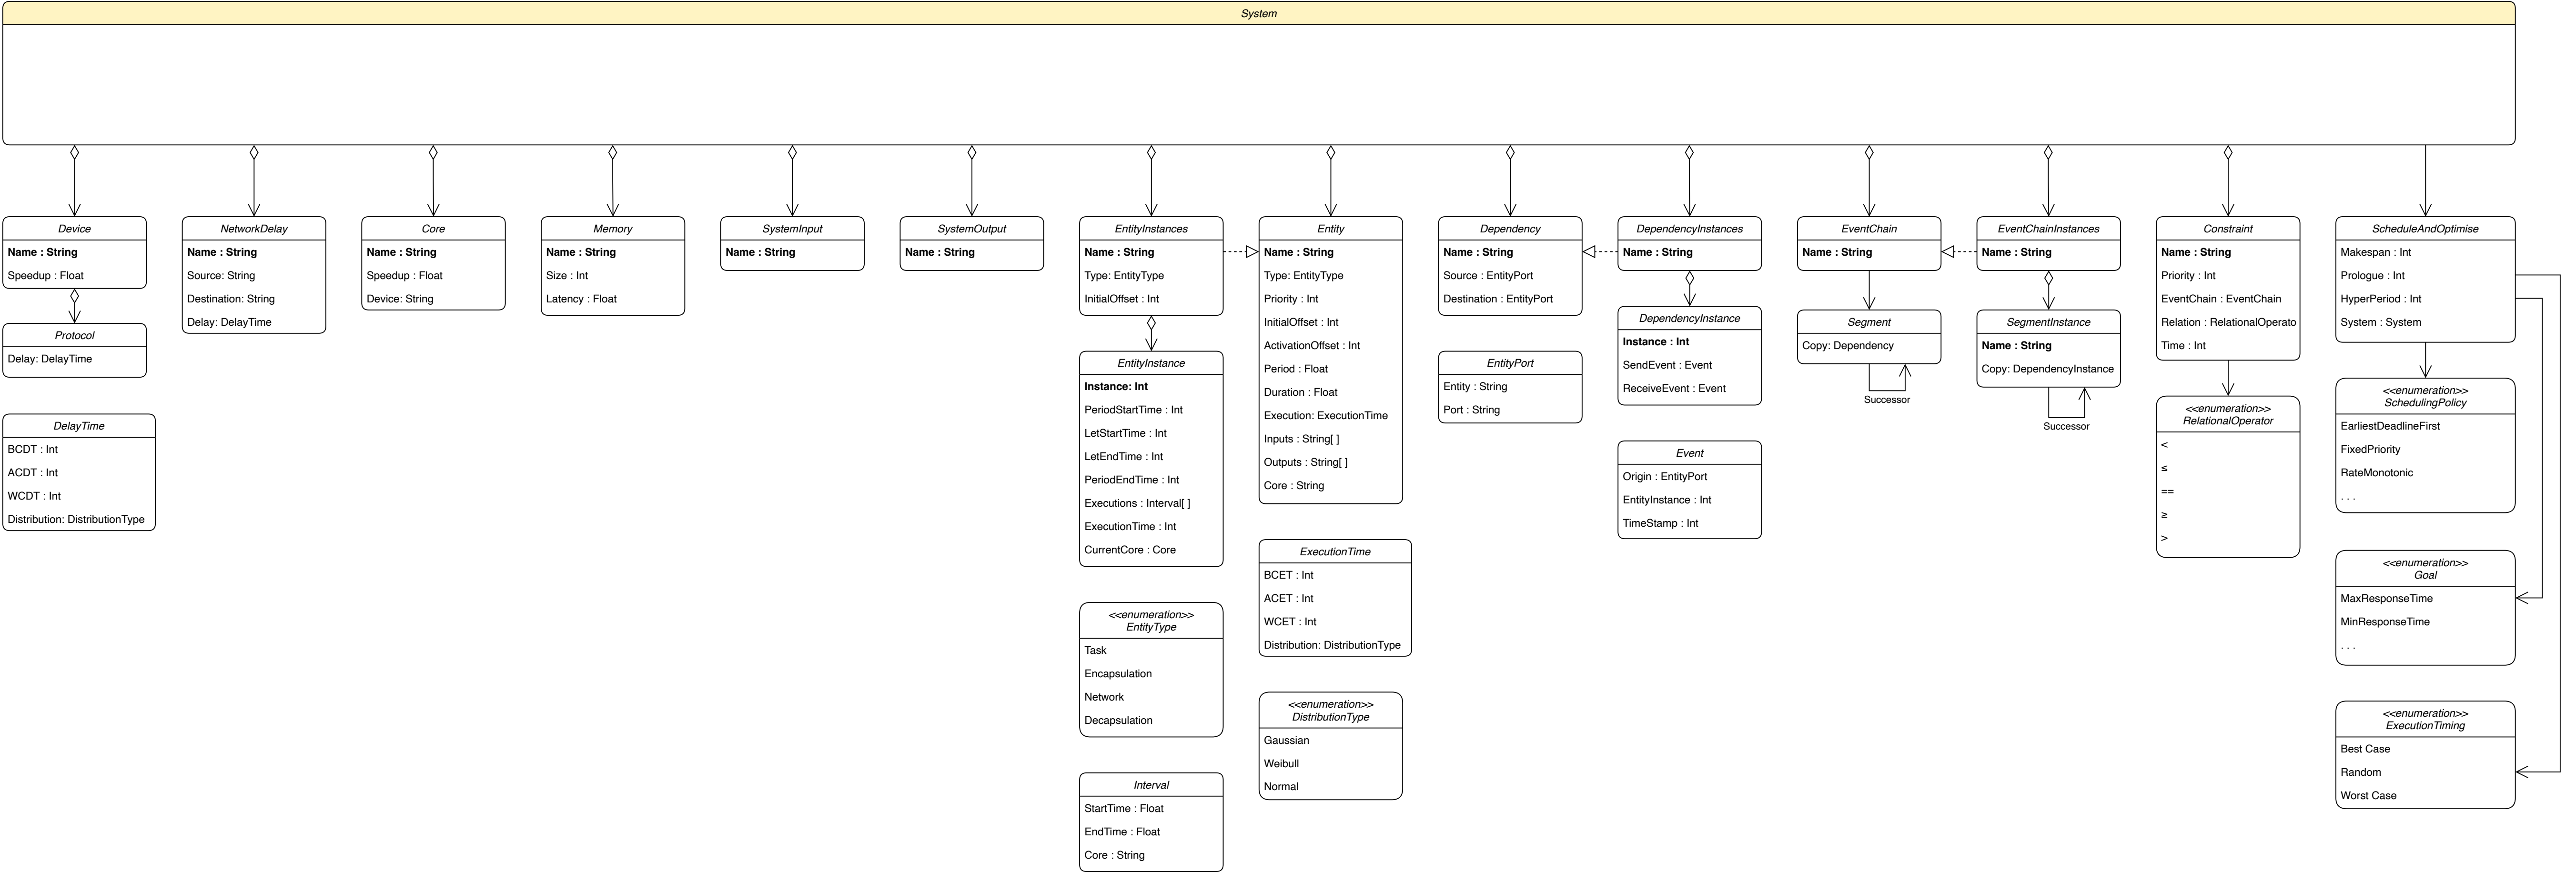 System
Device
Name : String
Speedup : Float
Protocol
Delay: DelayTime
DelayTime
BCDT : Int
ACDT : Int
WCDT : Int
Distribution: DistributionType
NetworkDelay
Name : String
Source: String
Destination: String
Delay: DelayTime
Core
Name : String
Speedup : Float
Device: String
Memory
Name : String
Size : Int
Latency : Float
SystemInput
Name : String
SystemOutput
Name : String
EntityInstances
Name : String
Type: EntityType
InitialOffset : Int
EntityInstance
Instance: Int
PeriodStartTime : Int
LetStartTime : Int
LetEndTime : Int
PeriodEndTime : Int
Executions : Interval[ ]
ExecutionTime : Int
CurrentCore : Core
<<enumeration>>
EntityType
Task
Encapsulation
Network
Decapsulation
Interval
StartTime : Float
EndTime : Float
Core : String
Entity
Name : String
Type: EntityType
Priority : Int
InitialOffset : Int
ActivationOffset : Int
Period : Float
Duration : Float
Execution: ExecutionTime
Inputs : String[ ]
Outputs : String[ ]
Core : String
ExecutionTime
BCET : Int
ACET : Int
WCET : Int
Distribution: DistributionType
<<enumeration>>
DistributionType
Gaussian
Weibull
Normal
Dependency
Name : String
Source : EntityPort
Destination : EntityPort
EntityPort
Entity : String
Port : String
DependencyInstances
Name : String
DependencyInstance
Instance : Int
SendEvent : Event
ReceiveEvent : Event
Event
Origin : EntityPort
EntityInstance : Int
TimeStamp : Int
EventChain
Name : String
Segment
Copy: Dependency
Successor
EventChainInstances
Name : String
SegmentInstance
Name : String
Copy: DependencyInstance
Successor
Constraint
Name : String
Priority : Int
EventChain : EventChain
Relation : RelationalOperato
Time : Int
<<enumeration>>
RelationalOperator
<
≤
==
≥
>
ScheduleAndOptimise
Makespan : Int
Prologue : Int
HyperPeriod : Int
System : System
<<enumeration>>
SchedulingPolicy
EarliestDeadlineFirst
FixedPriority
RateMonotonic
. . .
<<enumeration>>
Goal
MaxResponseTime
MinResponseTime
. . .
<<enumeration>>
ExecutionTiming
Best Case
Random
Worst Case